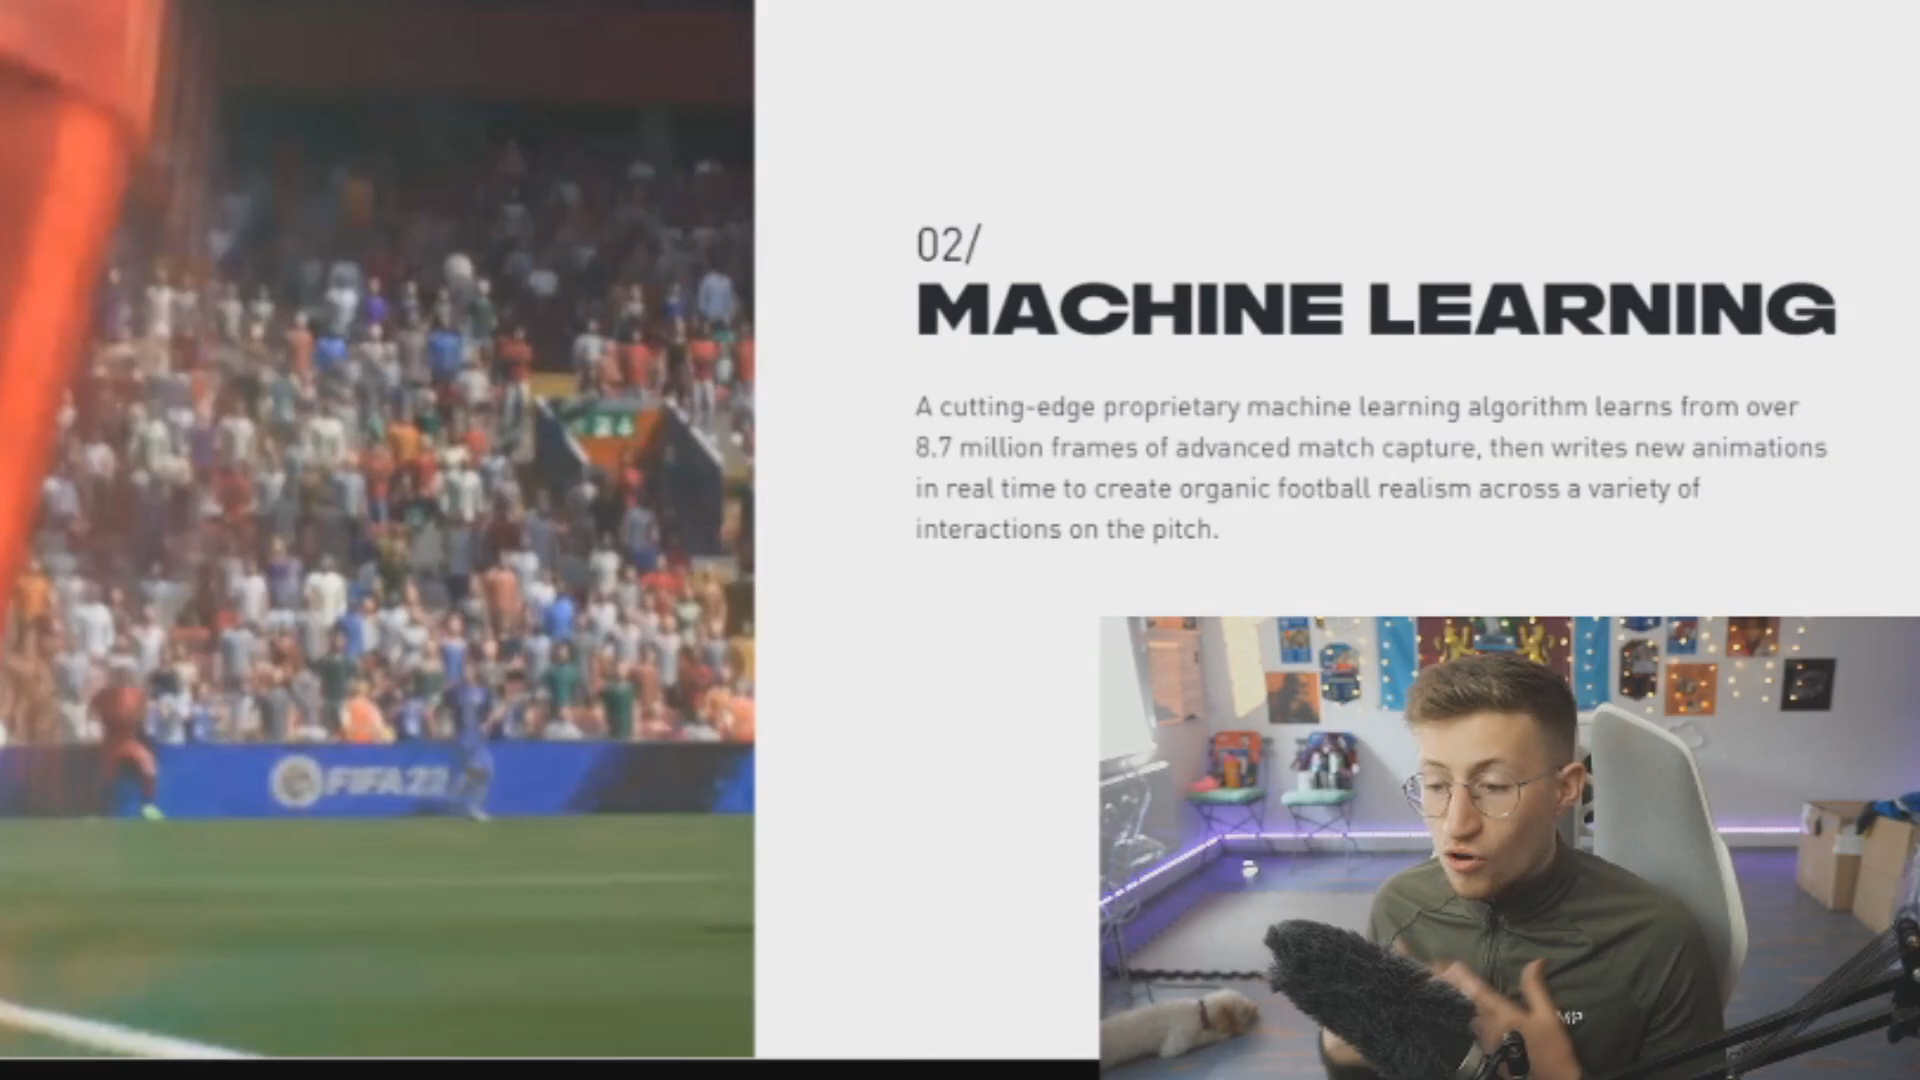 02/
MACHINE LEARNING
A cutting-edge proprietary machine learning algorithm learns from over
8.7 million frames of advanced match capture, then writes new animations
in real time to create organic football realism across a variety of
interactions on the pitch.
FIFA 22
MP